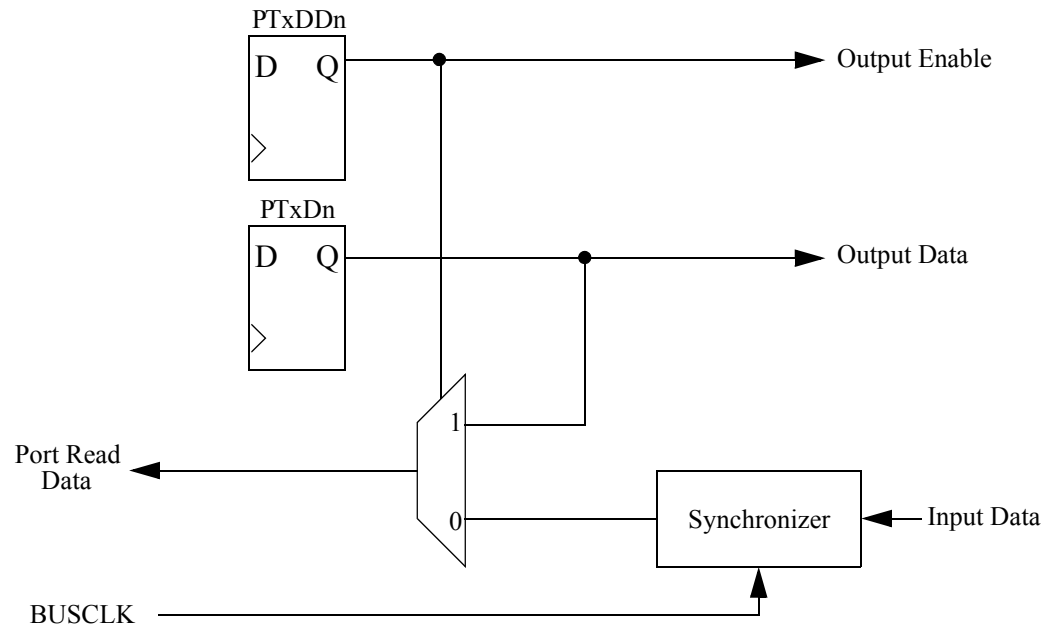 PTxDDn
D Q
Output Enable
PTxDn
D Q
Output Data
1
Port Read
Data
0
Synchronizer
Input Data
BUSCLK